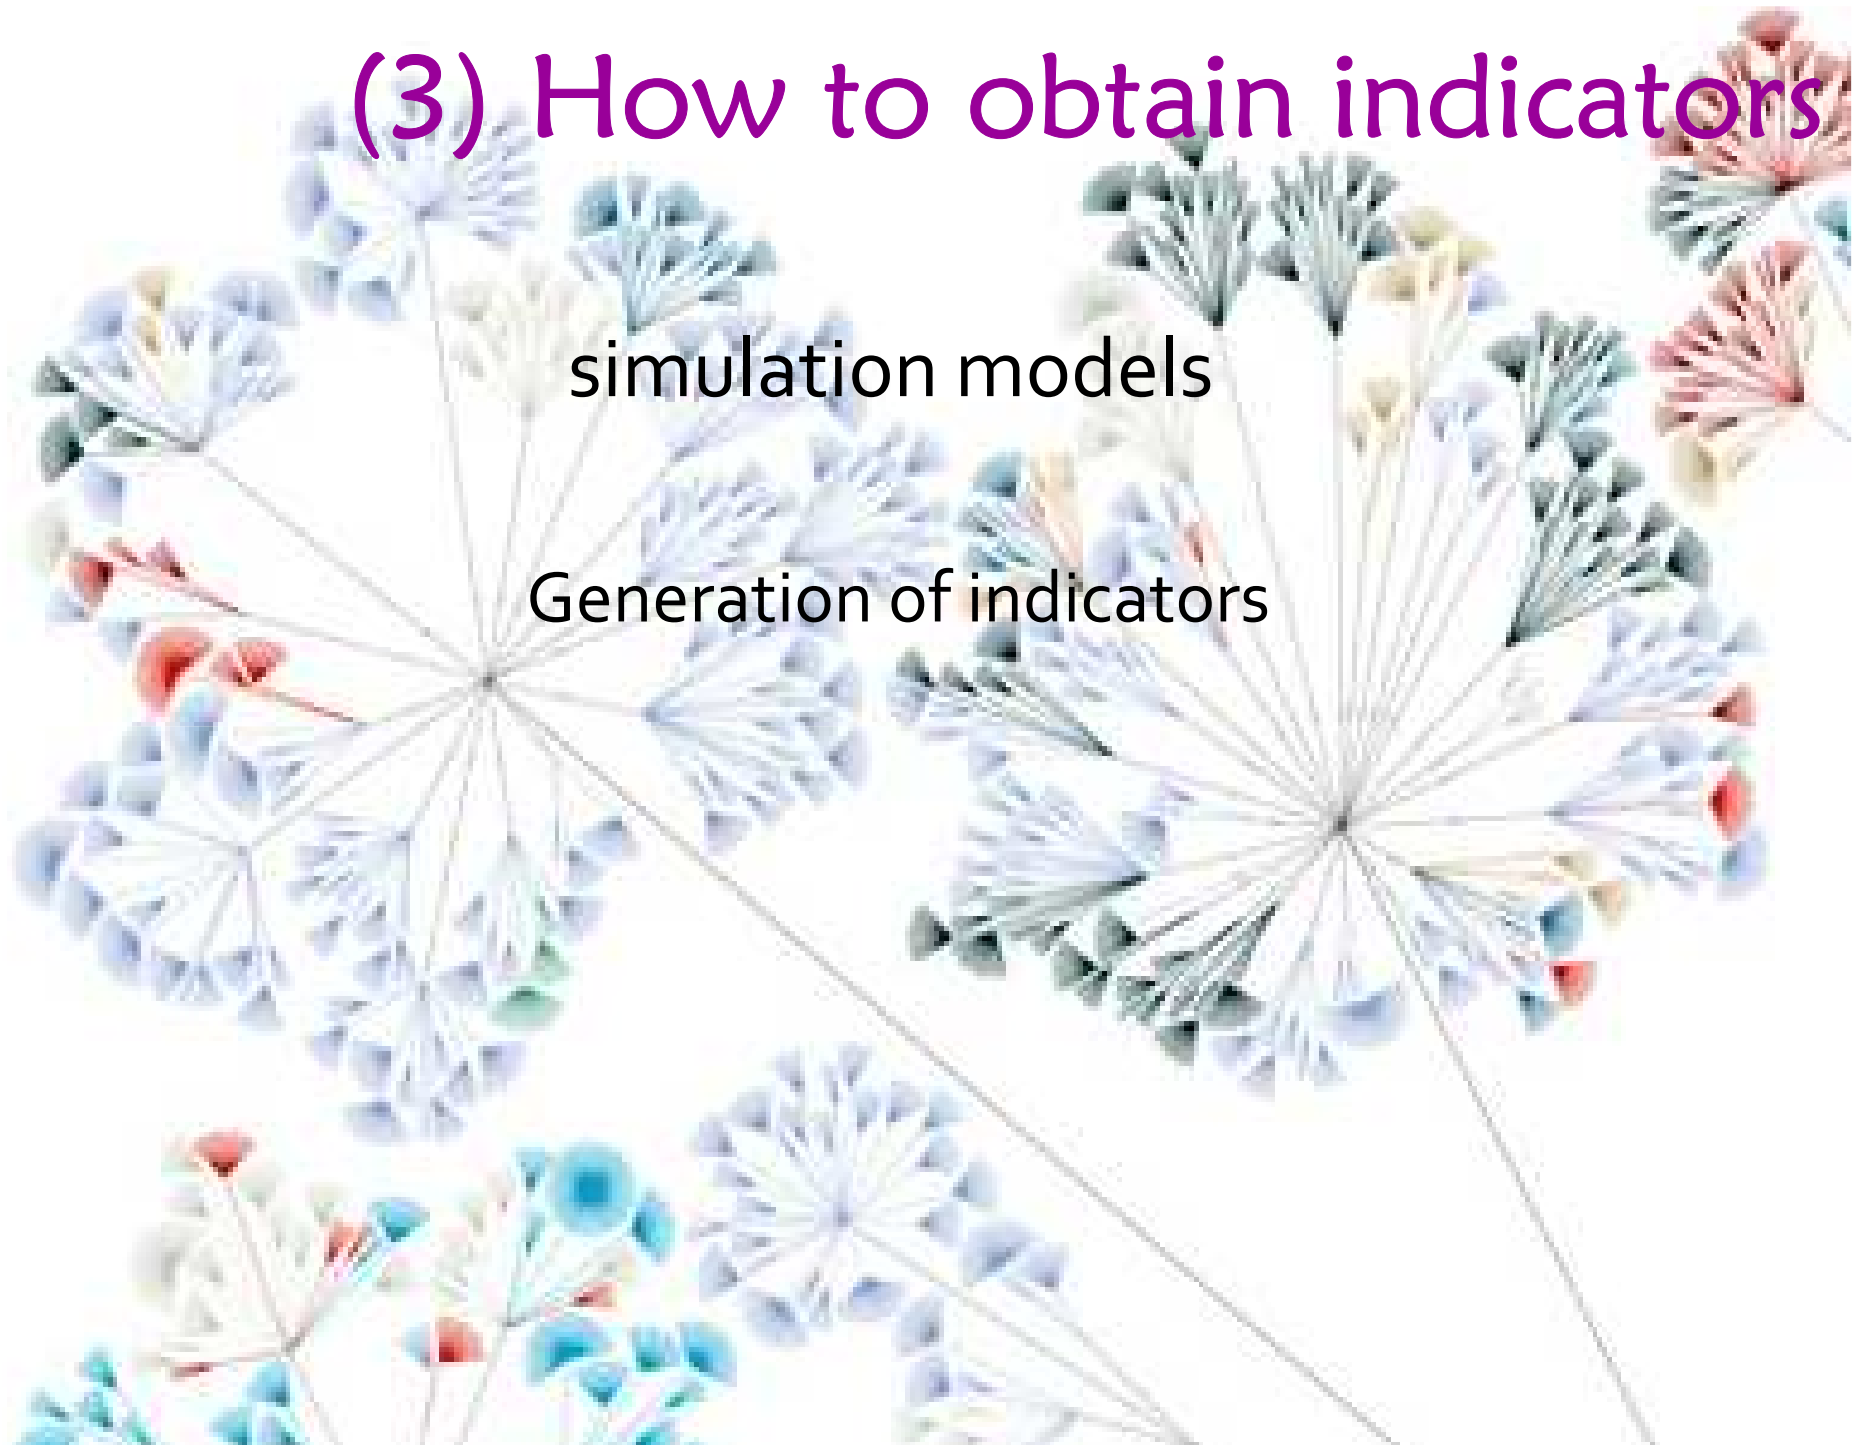 (3) How to obtain indicators
simulation models
Generation of indicators